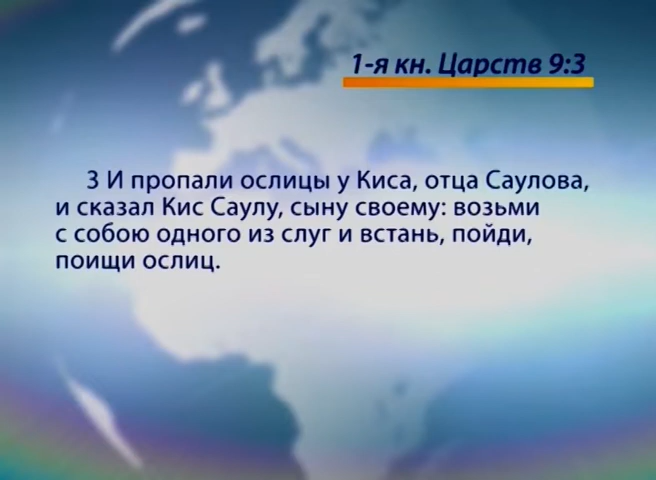 1-я кн. Царств 9:3
3 И пропали ослицы у Киса, отца Саулова,
и сказал Кис Саулу, сыну своему: возьми
с собою одного из слуг и встань, пойди,
поищи ослиц.